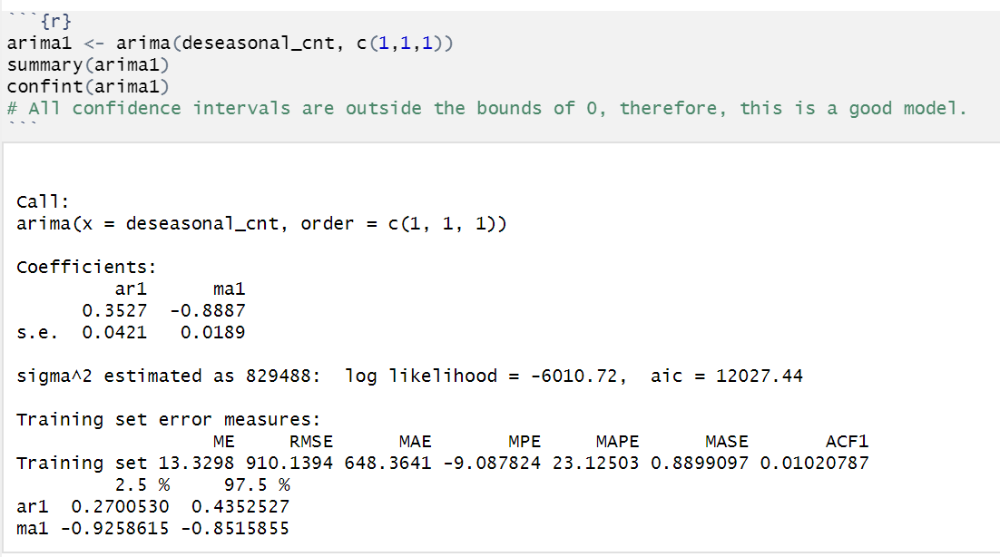 ```{r}
arima1 <- arima(deseasonal_cnt, c(1,1,1))
summary(arima1)
confint(arima1)
# All confidence intervals are outside the bounds of 0, therefore, this is a good model.
```
Call:
arima(x = deseasonal_cnt, order = c(1, 1, 1))
Coefficients:
         ar1      ma1
      0.3527  -0.8887
s.e.  0.0421   0.0189
sigma^2 estimated as 829488:  log likelihood = -6010.72,  aic = 12027.44
Training set error measures:
                  ME     RMSE      MAE       MPE     MAPE      MASE       ACF1
Training set 13.3298 910.1394 648.3641 -9.087824 23.12503 0.8899097 0.01020787
         2.5 %     97.5 %
ar1  0.2700530  0.4352527
ma1 -0.9258615 -0.8515855